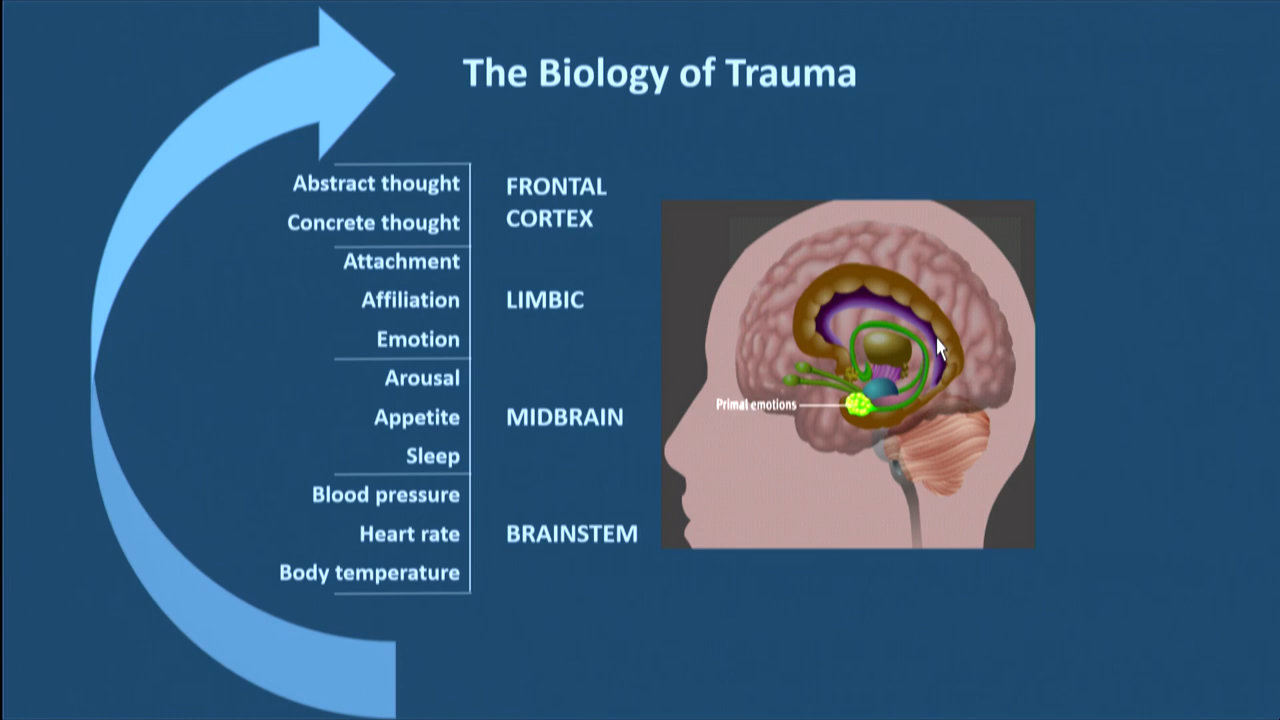 The Biology of Trauma
Abstract thought
Concrete thought
FRONTAL
CORTEX
Attachment
Affiliation
Emotion
LIMBIC
Arousal
Appetite
Sleep
MIDBRAIN
Blood pressure
Heart rate
Body temperature
BRAINSTEM
Primal emotions